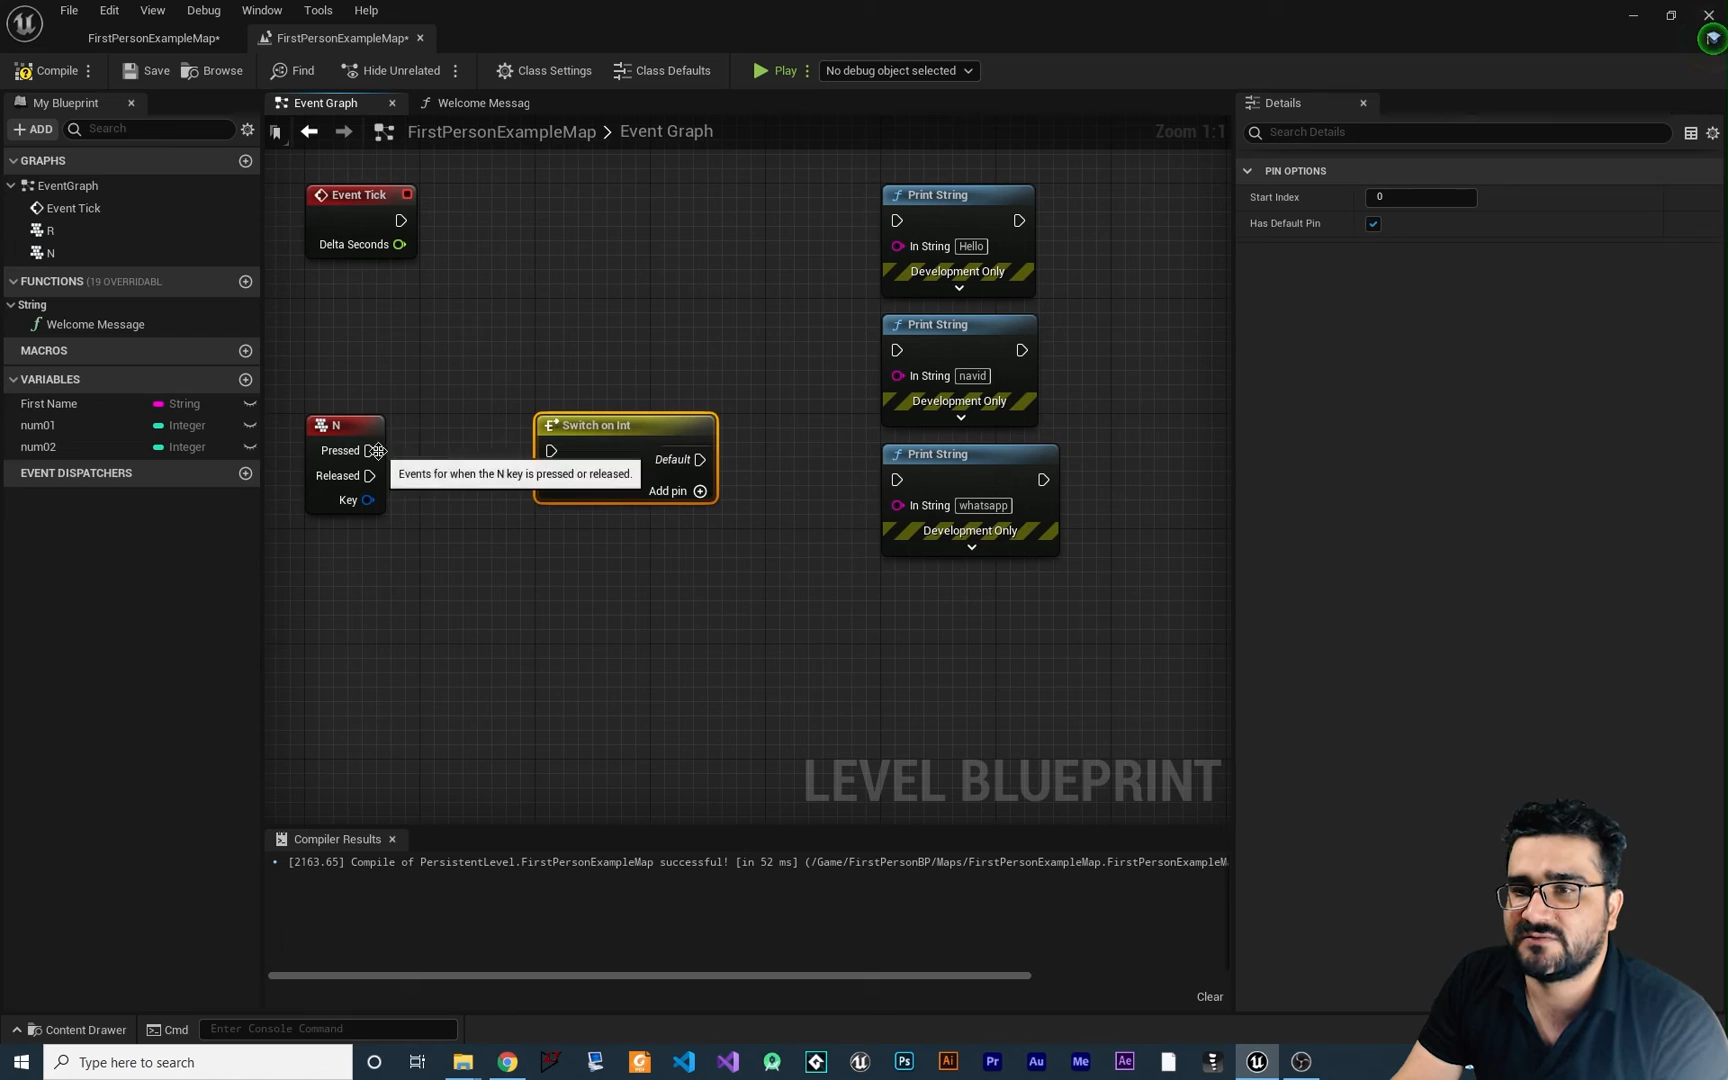 File Edit View Debug Window Tools Help
FirstPersonExampleMap* FirstPersonExampleMap*
Compile Save Browse Find Hide Unrelated Class Settings Class Defaults Play No debug object selected
My Blueprint
ADD Search
GRAPHS
EventGraph
Event Tick
R
N
FUNCTIONS (19 OVERRIDABL
String
Welcome Message
MACROS
VARIABLES
First Name String
num01 Integer
num02 Integer
EVENT DISPATCHERS
Event Graph Welcome Messag
FirstPersonExampleMap > Event Graph Zoom 1:1
Event Tick
Delta Seconds
N
Pressed
Released
Key
Events for when the N key is pressed or released.
Switch on Int
Default
Add pin
Print String
In String Hello
Development Only
Print String
In String navid
Development Only
Print String
In String whatsapp
Development Only
LEVEL BLUEPRINT
Compiler Results
[2163.65] Compile of PersistentLevel.FirstPersonExampleMap successful! [in 52 ms] (/Game/FirstPersonBP/Maps/FirstPersonExampleMap.FirstPersonExampleM
Clear
Details
Search Details
PIN OPTIONS
Start Index 0
Has Default Pin
Content Drawer Cmd Enter Console Command
Type here to search
Ps Ai Pr Au Me Ae